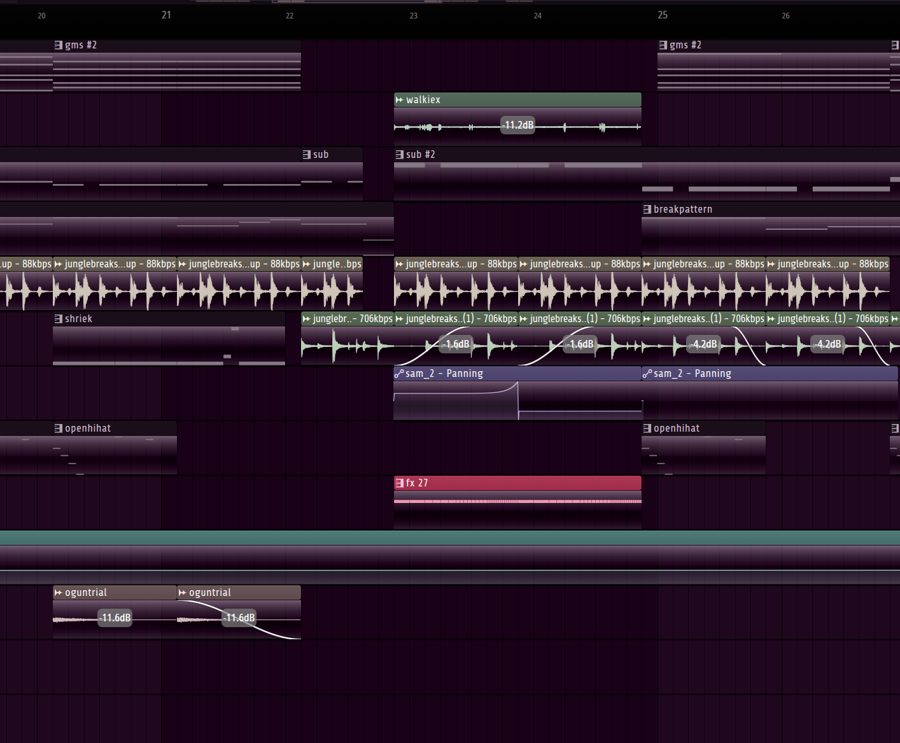 20 21 22 23 24 25 26
gms #2 gms #2
walkiex
-11.2dB
sub sub #2
breakpattern
up - 88kbps junglebreaks...up - 88kbps junglebreaks...up - 88kbps jungle..bps junglebreaks...up - 88kbps junglebreaks...up - 88kbps junglebreaks...up - 88kbps junglebreaks...up - 88kbps
shriek junglebr..- 706kbps junglebreaks..(1) - 706kbps junglebreaks..(1) - 706kbps junglebreaks..(1) - 706kbps junglebreaks..(1) - 706kbps
-1.6dB -1.6dB -4.2dB -4.2dB
sam_2 - Panning sam_2 - Panning
openhihat openhihat
fx 27
oguntrial oguntrial
-11.6dB -11.6dB